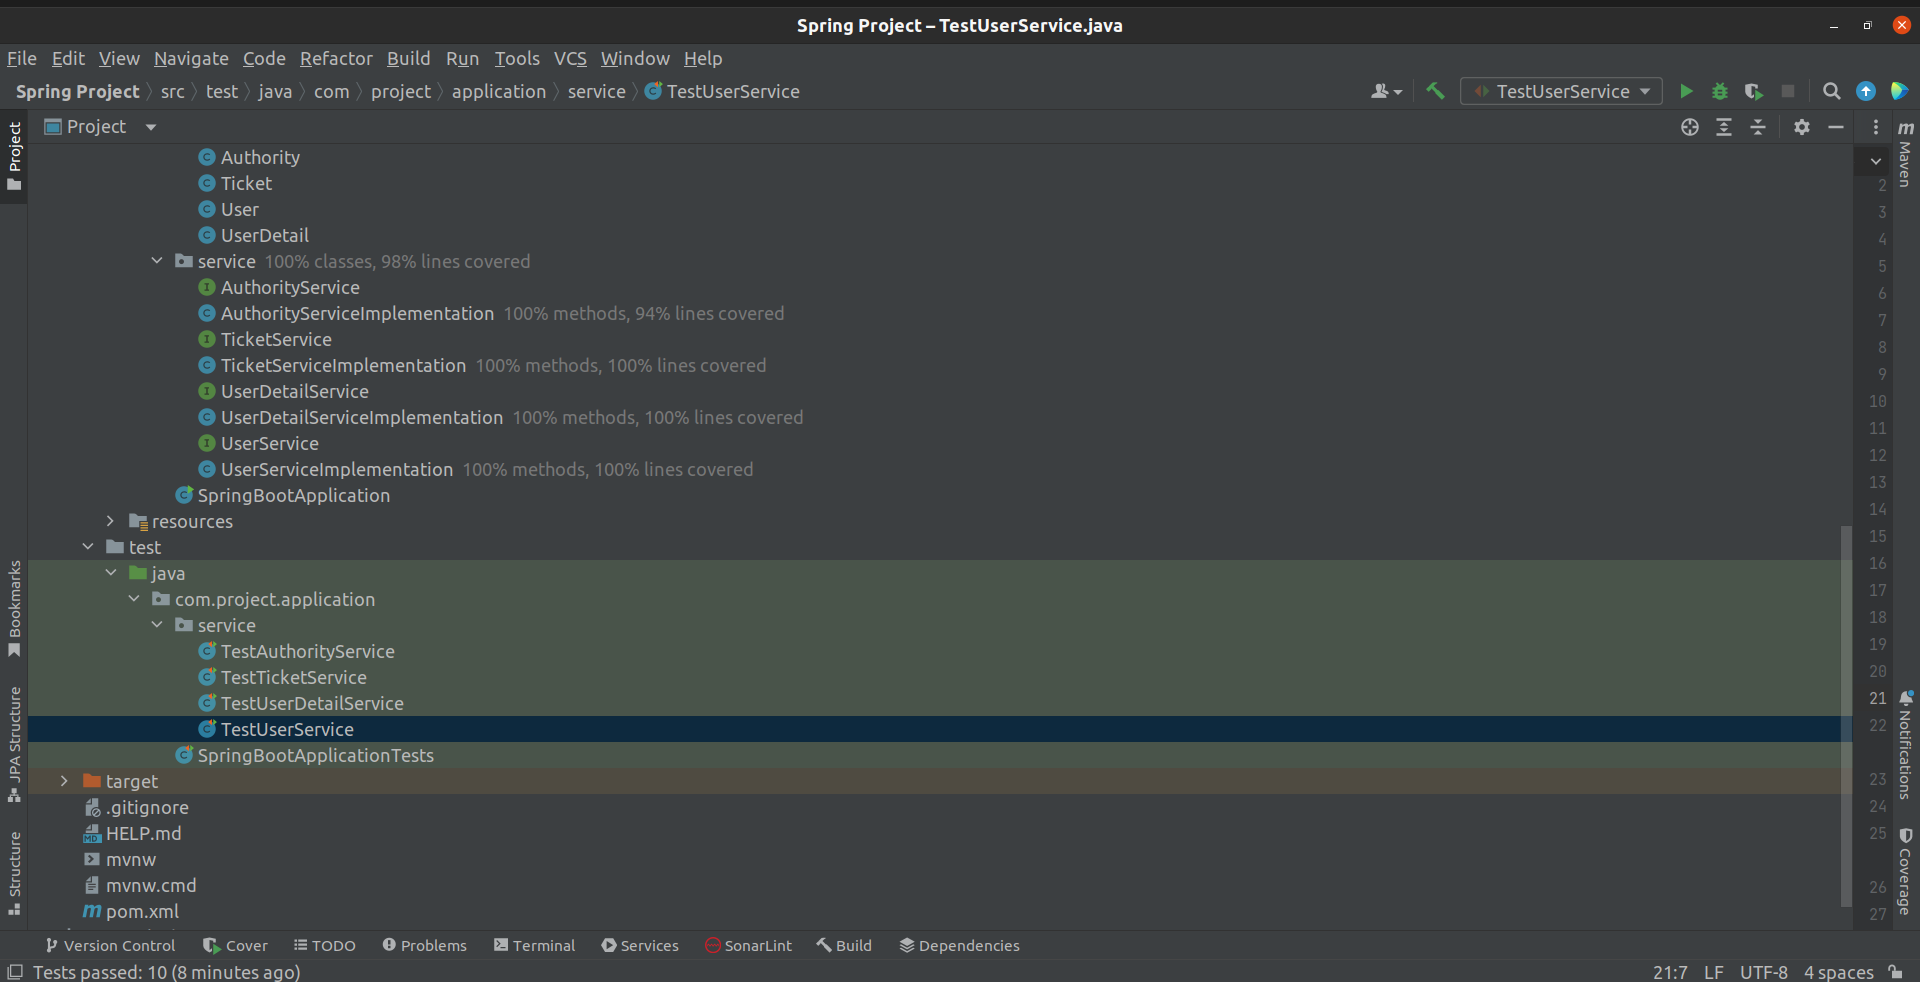 Spring Project – TestUserService.java
File Edit View Navigate Code Refactor Build Run Tools VCS Window Help
Spring Project src test java com project application service TestUserService
TestUserService
Project
Project
Authority
Ticket
User
UserDetail
service 100% classes, 98% lines covered
AuthorityService
AuthorityServiceImplementation 100% methods, 94% lines covered
TicketService
TicketServiceImplementation 100% methods, 100% lines covered
UserDetailService
UserDetailServiceImplementation 100% methods, 100% lines covered
UserService
UserServiceImplementation 100% methods, 100% lines covered
SpringBootApplication
resources
test
java
com.project.application
service
TestAuthorityService
TestTicketService
TestUserDetailService
TestUserService
SpringBootApplicationTests
target
.gitignore
HELP.md
mvnw
mvnw.cmd
pom.xml
Bookmarks
JPA Structure
Structure
2
3
4
5
6
7
8
9
10
11
12
13
14
15
16
17
18
19
20
21
22
23
24
25
26
27
Maven
Notifications
Coverage
Version Control Cover TODO Problems Terminal Services SonarLint Build Dependencies
Tests passed: 10 (8 minutes ago)
21:7 LF UTF-8 4 spaces